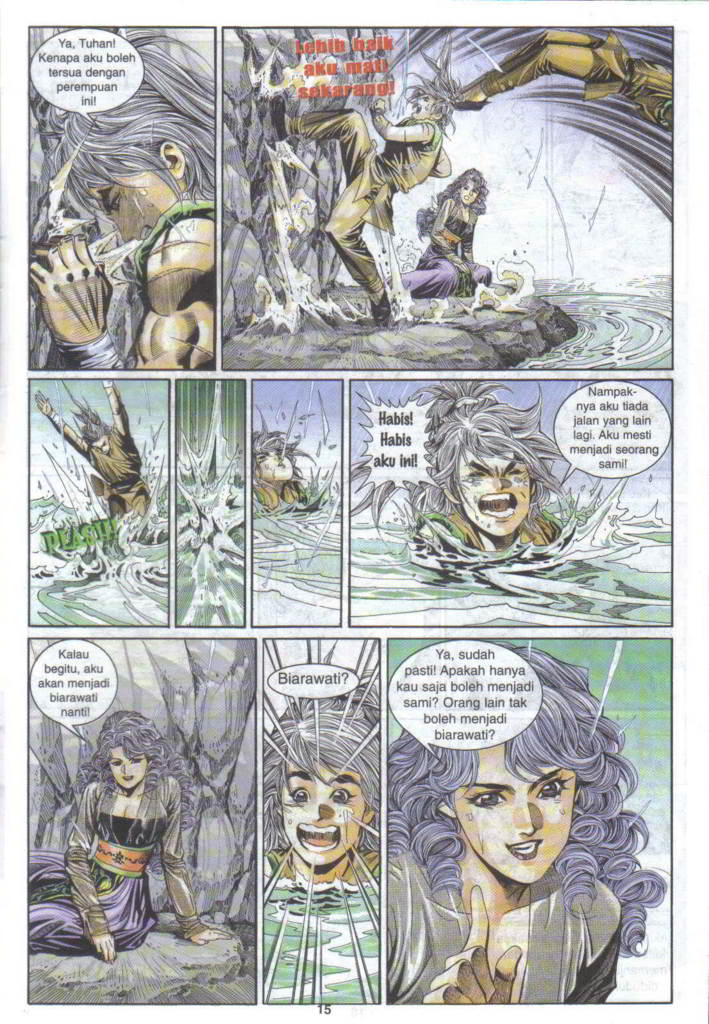 Ya, Tuhan!
Kenapa aku boleh
tersua dengan
perempuan
ini!
Lebih baik
aku mati
sekarang!
PLASH!!
Habis!
Habis
aku ini!
Nampak-
nya aku tiada
jalan yang lain
lagi. Aku mesti
menjadi seorang
sami!
Kalau
begitu, aku
akan menjadi
biarawati
nanti!
Biarawati?
Ya, sudah
pasti! Apakah hanya
kau saja boleh menjadi
sami? Orang lain tak
boleh menjadi
biarawati?
15